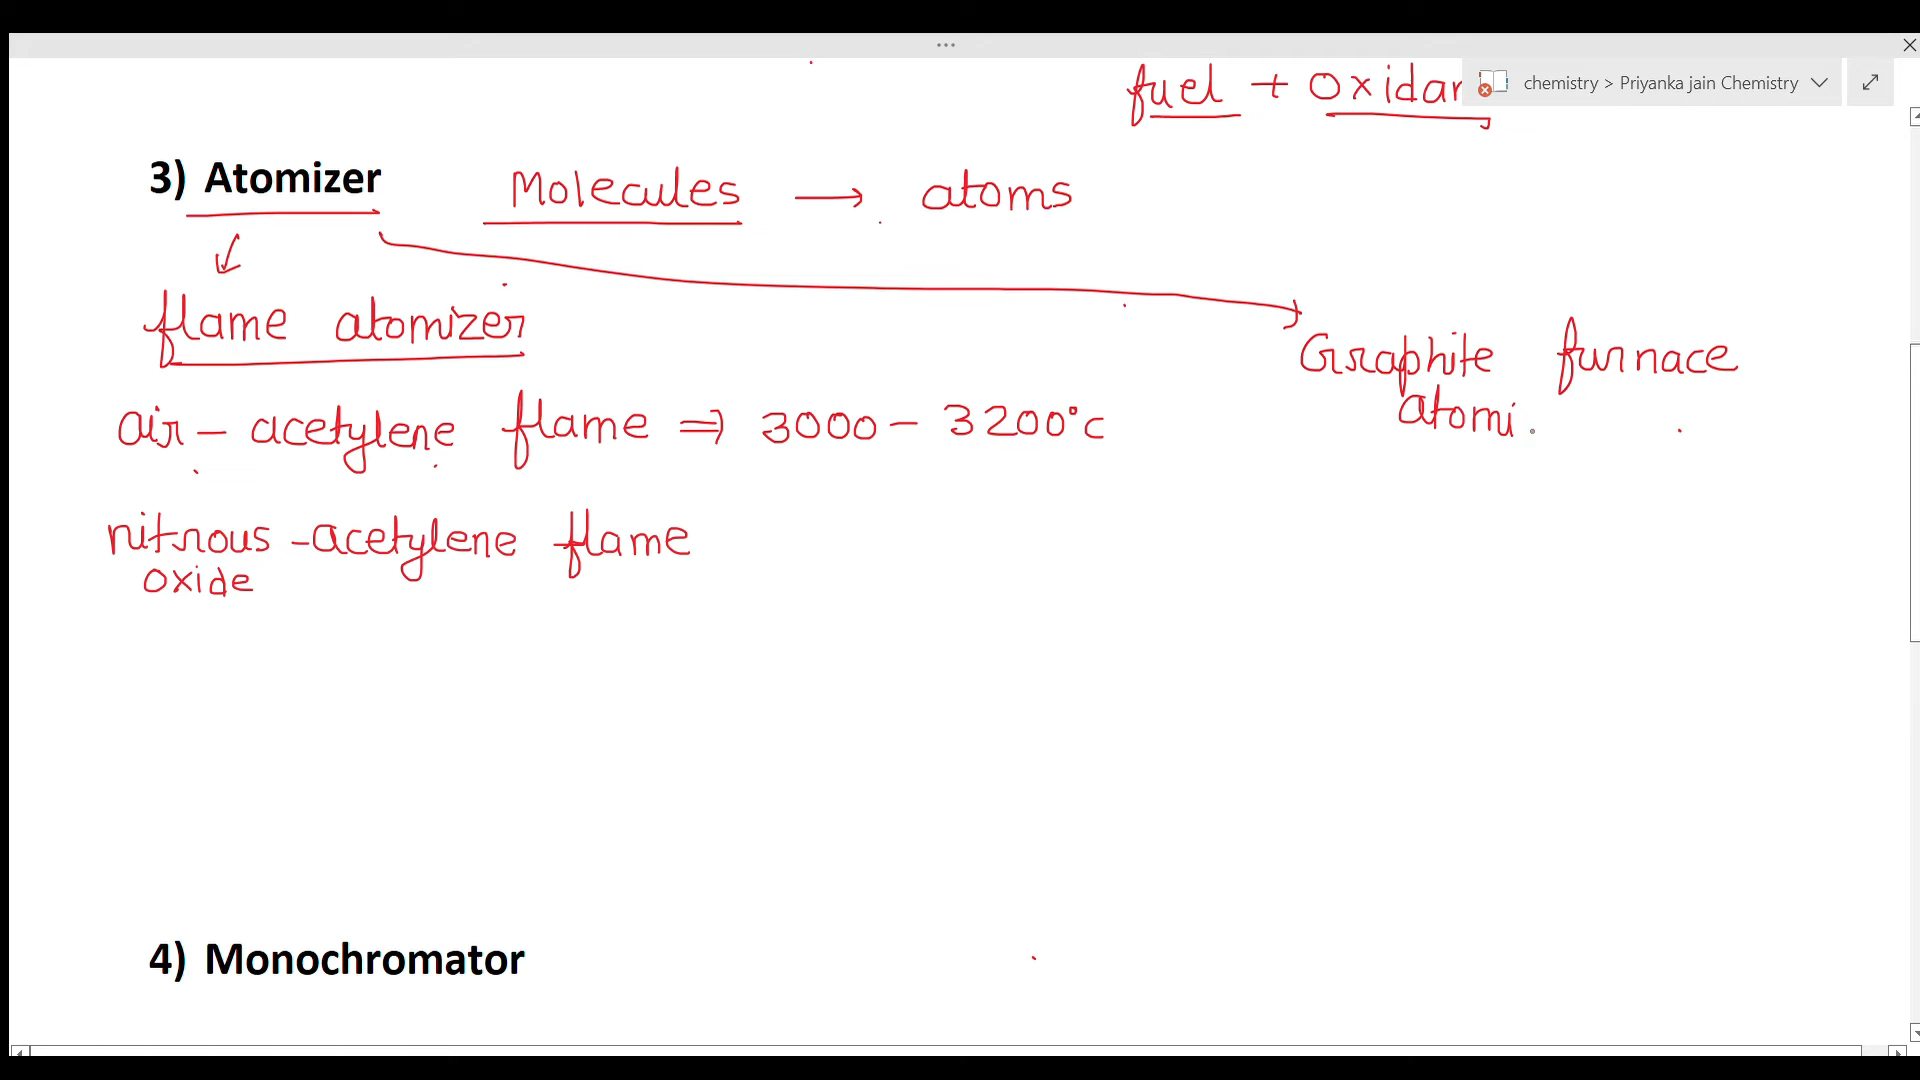 fuel + Oxidan
chemistry > Priyanka jain Chemistry
3) Atomizer Molecules → atoms
flame atomizer
Graphite furnace
atomi
air - acetylene flame ⇒ 3000 - 3200°c
nitrous - acetylene flame
oxide
4) Monochromator